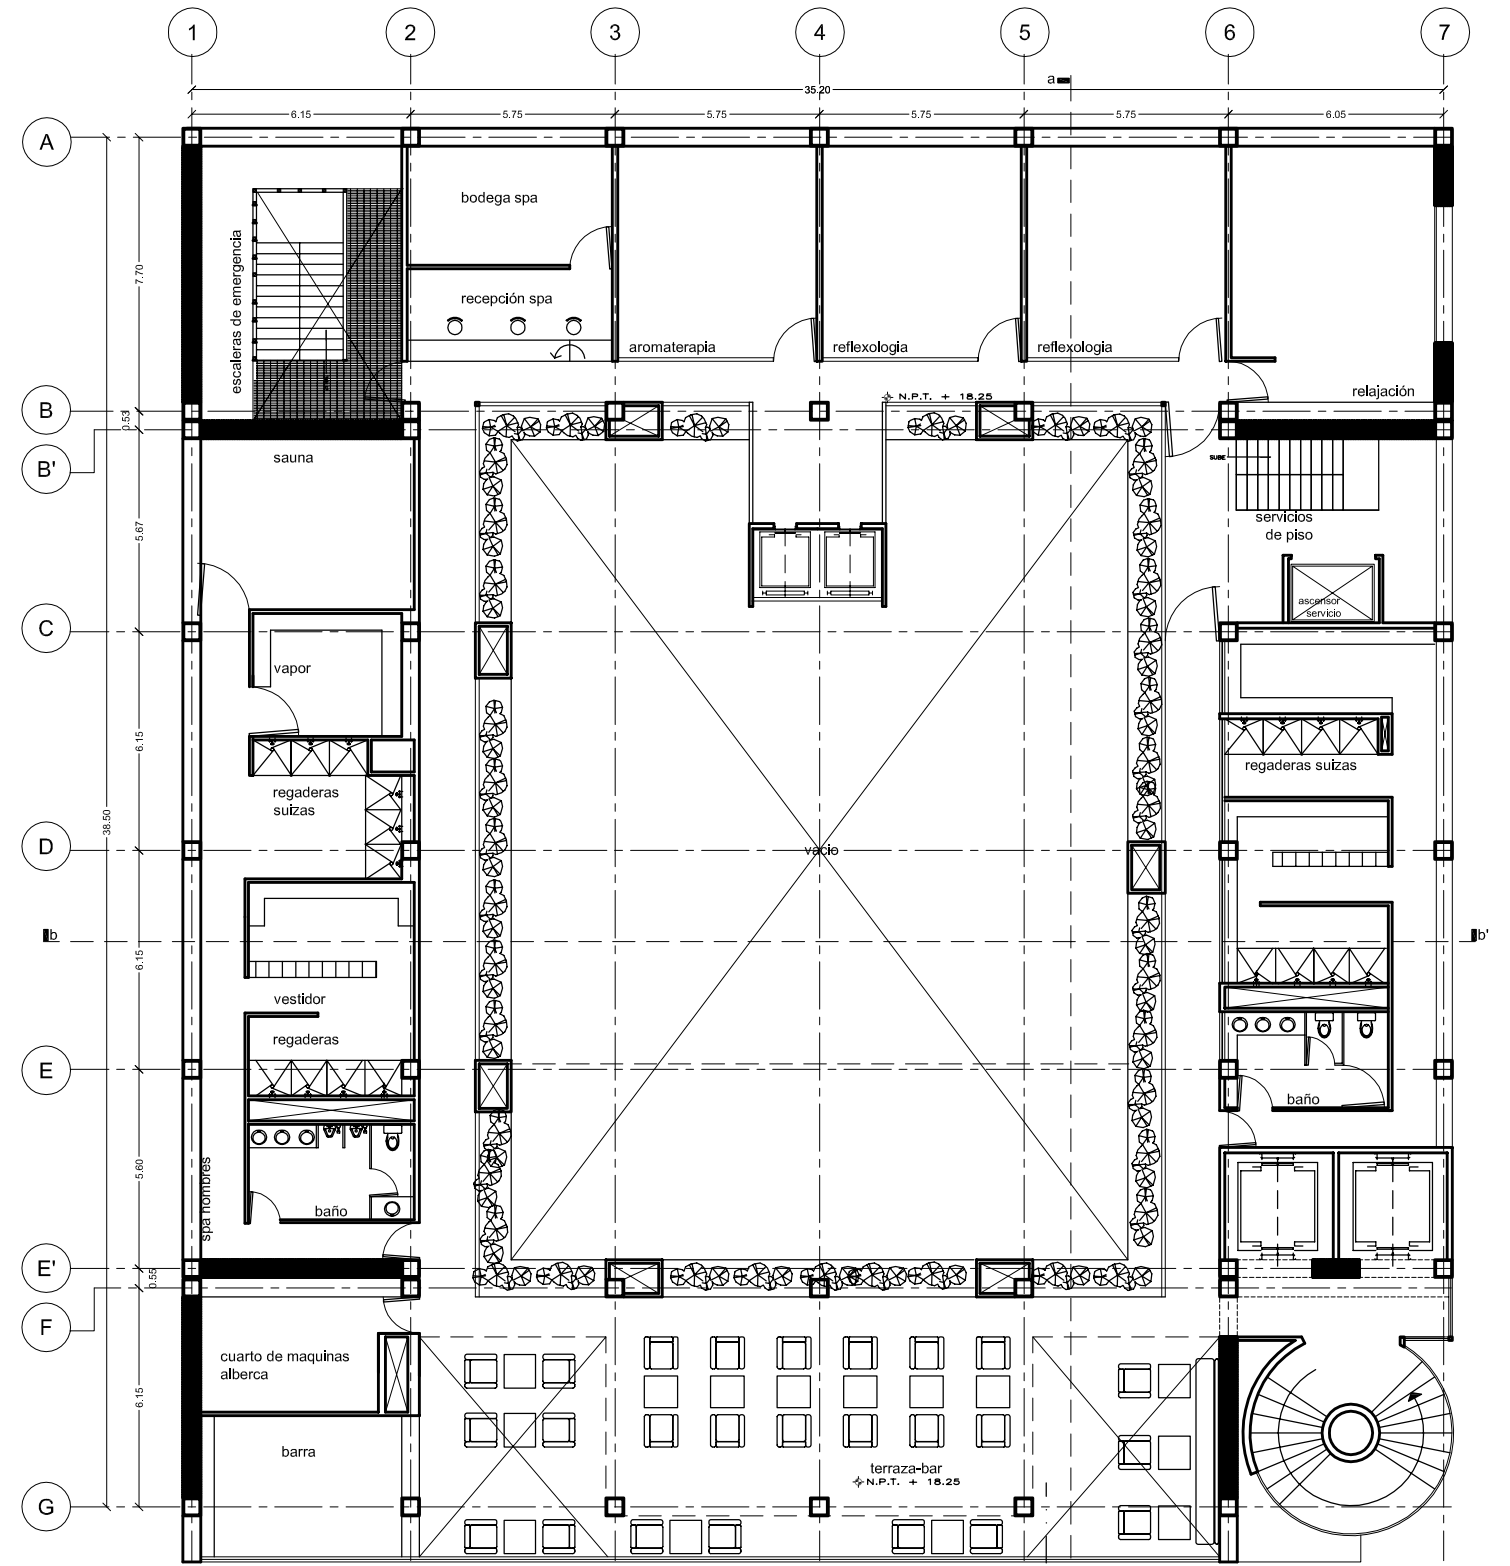 1 2 3 4 5 6 7
a
35.20
6.15 5.75 5.75 5.75 5.75 6.05
A
bodega spa
7.70
escaleras de emergencia
recepción spa
aromaterapia
reflexologia
reflexologia
relajación
N.P.T. + 18.25
B
0.53
B'
sauna
SUBE
servicios
de piso
5.67
ascensor
servicio
C
vapor
6.15
regaderas suizas
regaderas
suizas
38.50
D
vacio
b
b'
6.15
vestidor
regaderas
E
baño
5.60
spa hombres
baño
E'
0.55
F
cuarto de maquinas
alberca
6.15
barra
terraza-bar
N.P.T. + 18.25
G